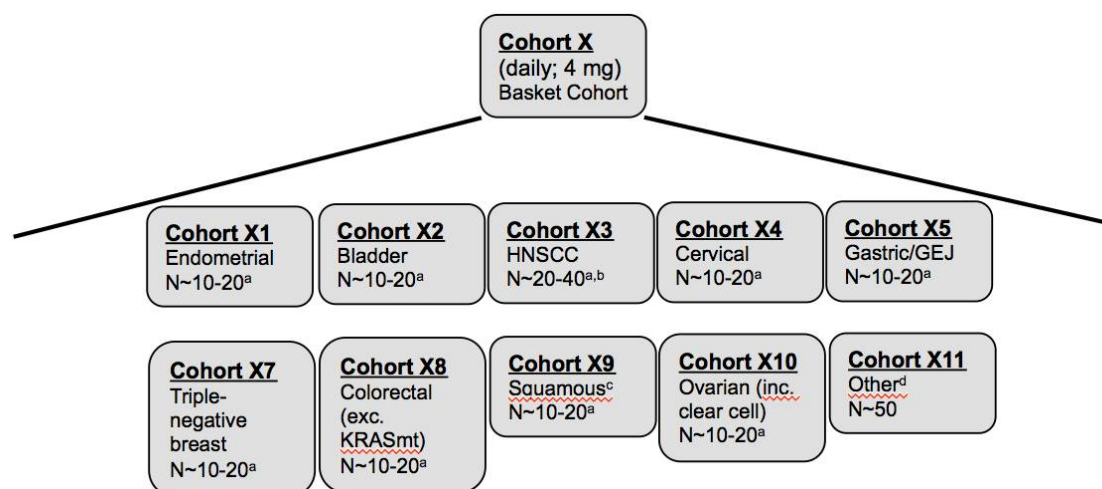 Cohort X
(daily; 4 mg)
Basket Cohort
Cohort X1
Endometrial
N~10-20ᵃ
Cohort X2
Bladder
N~10-20ᵃ
Cohort X3
HNSCC
N~20-40ᵃ,ᵇ
Cohort X4
Cervical
N~10-20ᵃ
Cohort X5
Gastric/GEJ
N~10-20ᵃ
Cohort X7
Triple-
negative
breast
N~10-20ᵃ
Cohort X8
Colorectal
(exc.
KRASmt)
N~10-20ᵃ
Cohort X9
Squamousᶜ
N~10-20ᵃ
Cohort X10
Ovarian (inc.
clear cell)
N~10-20ᵃ
Cohort X11
Otherᵈ
N~50